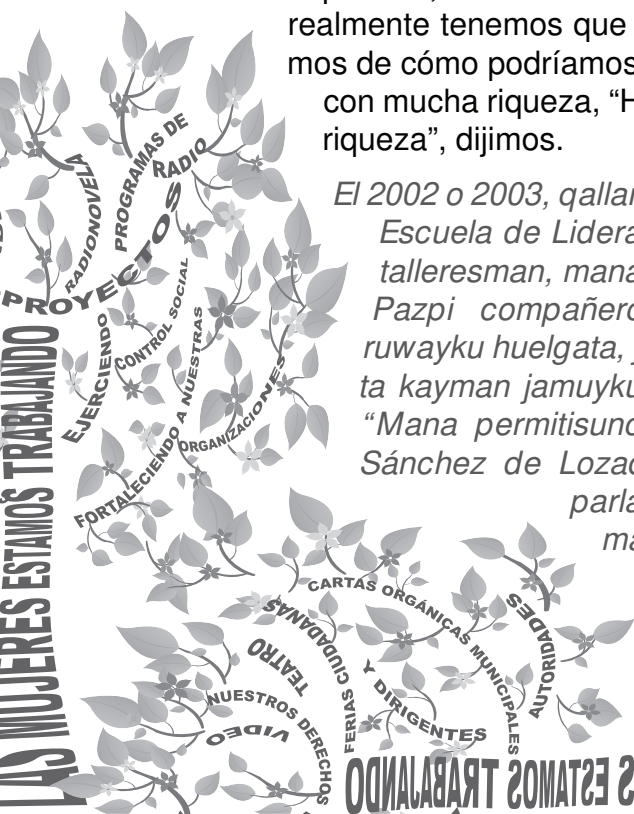 realmente tenemos que
mos de cómo podríamos
con mucha riqueza, “H
riqueza”, dijimos.
El 2002 o 2003, qallar
Escuela de Lidera
talleresman, mana
Pazpi compañero
ruwayku huelgata, j
ta kayman jamuyku
“Mana permitisunc
Sánchez de Lozad
parla
ma
PROGRAMAS DE
RADIO
RADIONOVELA
PROYECTOS
EJERCIENDO
CONTROL SOCIAL
FORTALECIENDO A NUESTRAS
ORGANIZACIONES
LAS MUJERES ESTAMOS TRABAJANDO
CARTAS ORGÁNICAS MUNICIPALES
AUTORIDADES
Y DIRIGENTES
FERIAS CIUDADANAS
TEATRO
NUESTROS DERECHOS
VIDEO
S ESTAMOS TRABAJANDO